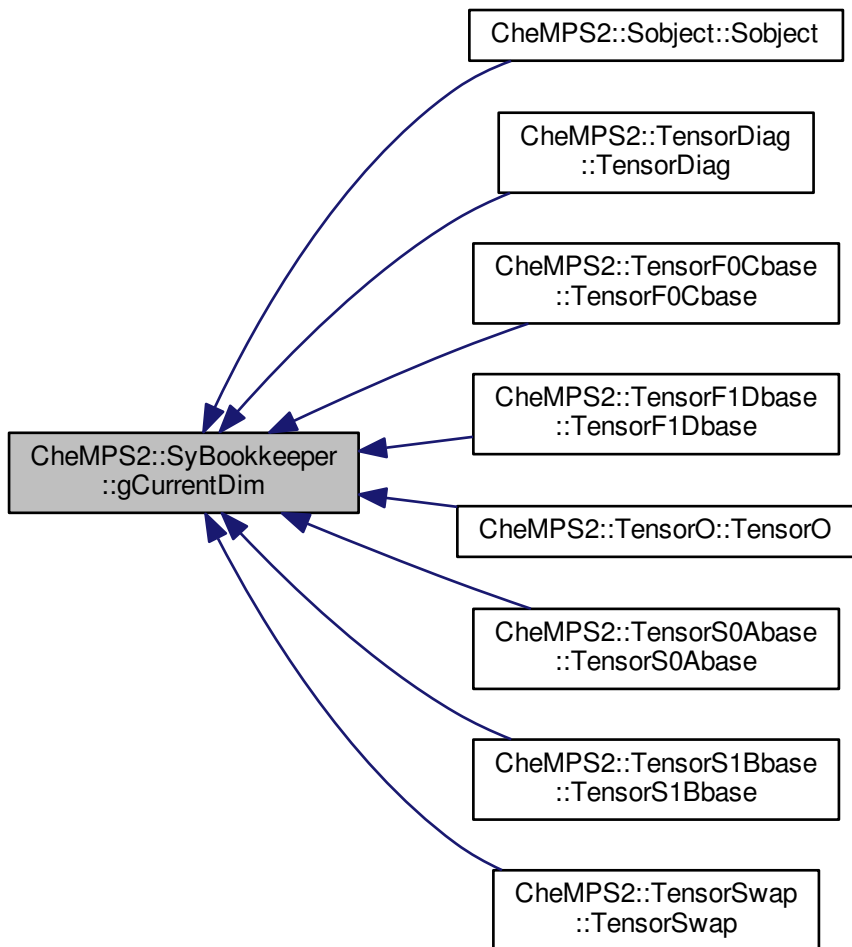 CheMPS2::Sobject::Sobject
CheMPS2::TensorDiag
::TensorDiag
CheMPS2::TensorF0Cbase
::TensorF0Cbase
CheMPS2::TensorF1Dbase
::TensorF1Dbase
CheMPS2::SyBookkeeper
::gCurrentDim
CheMPS2::TensorO::TensorO
CheMPS2::TensorS0Abase
::TensorS0Abase
CheMPS2::TensorS1Bbase
::TensorS1Bbase
CheMPS2::TensorSwap
::TensorSwap